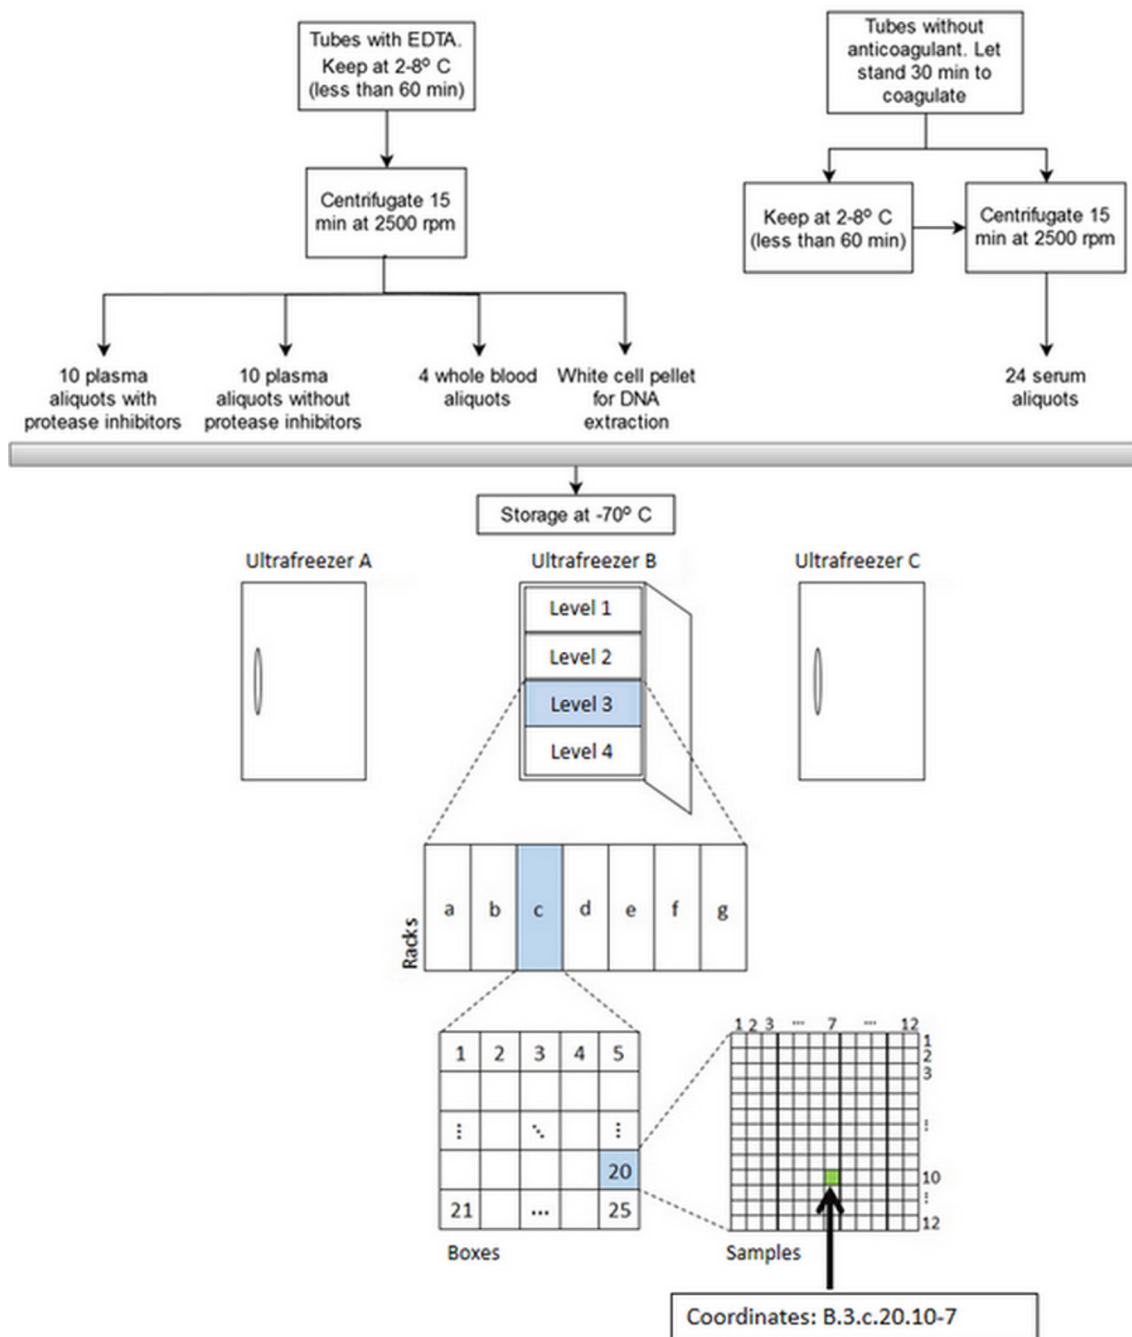 Tubes with EDTA.
Keep at 2-8º C
(less than 60 min)
Tubes without
anticoagulant. Let
stand 30 min to
coagulate
Centrifugate 15
min at 2500 rpm
Keep at 2-8º C
(less than 60 min)
Centrifugate 15
min at 2500 rpm
10 plasma
aliquots with
protease inhibitors
10 plasma
aliquots without
protease inhibitors
4 whole blood
aliquots
White cell pellet
for DNA
extraction
24 serum
aliquots
Storage at -70º C
Ultrafreezer A
Ultrafreezer B
Ultrafreezer C
Level 1
Level 2
Level 3
Level 4
Racks
a b c d e f g
1 2 3 4 5
⋮ ⋱ ⋮
20
21 ... 25
Boxes
1 2 3 ... 7 ... 12
1
2
3
⋮
10
⋮
12
Samples
Coordinates: B.3.c.20.10-7